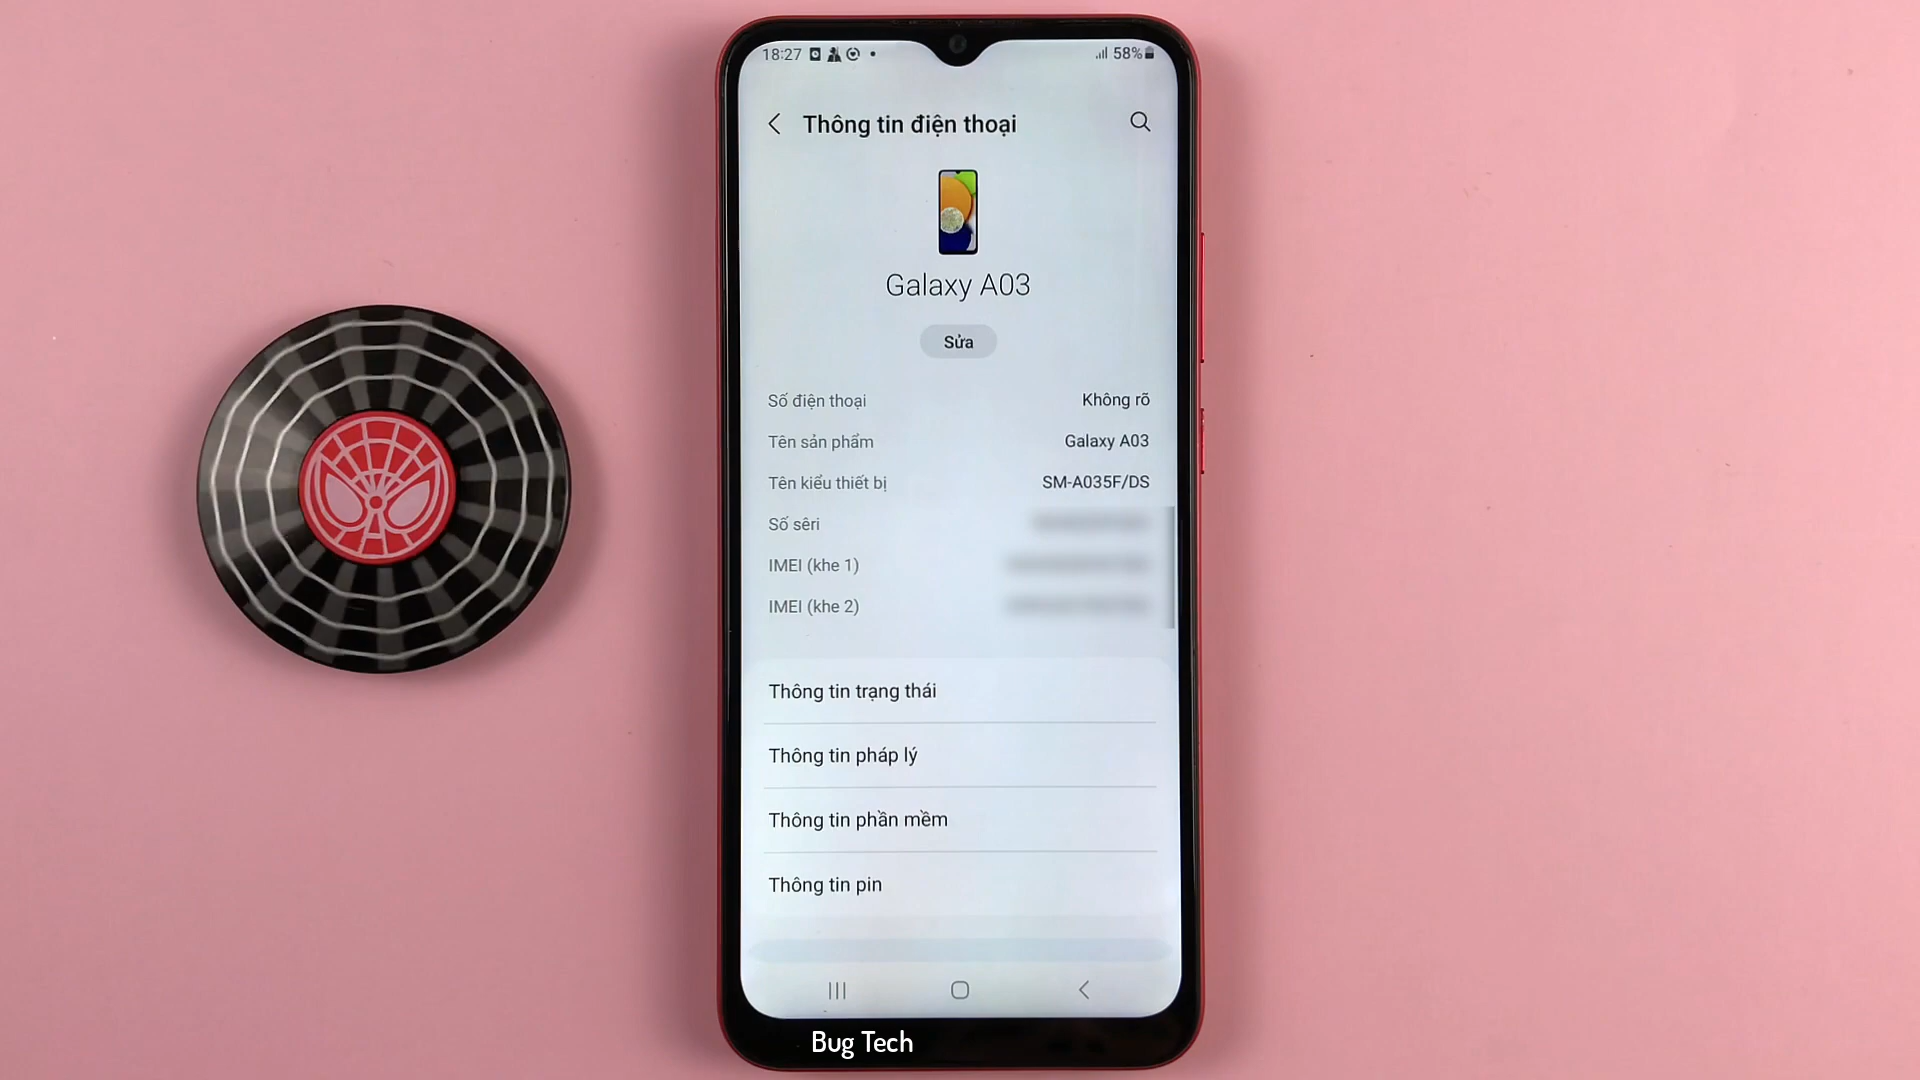 18:27
58%
Thông tin điện thoại
Galaxy A03
Sửa
Số điện thoại Không rõ
Tên sản phẩm Galaxy A03
Tên kiểu thiết bị SM-A035F/DS
Số sêri
IMEI (khe 1)
IMEI (khe 2)
Thông tin trạng thái
Thông tin pháp lý
Thông tin phần mềm
Thông tin pin
Bug Tech